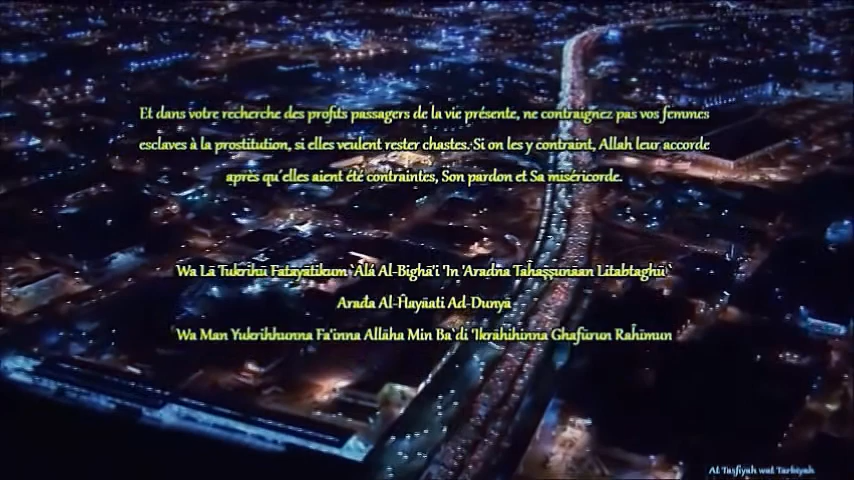 Et dans votre recherche des profits passagers de la vie présente, ne contraignez pas vos femmes
esclaves à la prostitution, si elles veulent rester chastes. Si on les y contraint, Allah leur accorde
après qu'elles aient été contraintes, Son pardon et Sa miséricorde.
Wa Lā Tukrihū Fatayātikum `Alá Al-Bighā'i 'In 'Aradna Taĥaşşunāan Litabtaghū `
Arađa Al-Ĥayāati Ad-Dunyā
Wa Man Yukrihhunna Fa'inna Allāha Min Ba`di 'Ikrāhihinna Ghafūrun Raĥīmun
At Tasfiyah wat Tarbiyah